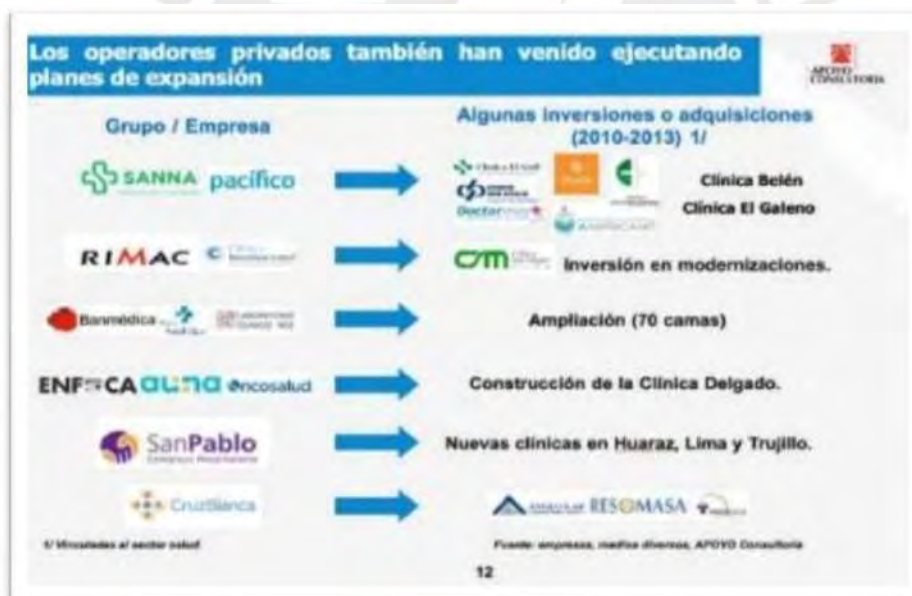 Los operadores privados también han venido ejecutando
planes de expansión
APOYO
CONSULTORIA
Grupo / Empresa
Algunas inversiones o adquisiciones
(2010-2013) 1/
SANNA pacífico
Clínica Belén
Clínica El Galeno
RIMAC
Inversión en modernizaciones.
Banmédica
Ampliación (70 camas)
ENFOCA auna oncosalud
Construcción de la Clínica Delgado.
SanPablo
Nuevas clínicas en Huaraz, Lima y Trujillo.
CruzBlanca
RESOMASA
1/ Vinculadas al sector salud
Fuente: empresas, medios diversos, APOYO Consultoría
12